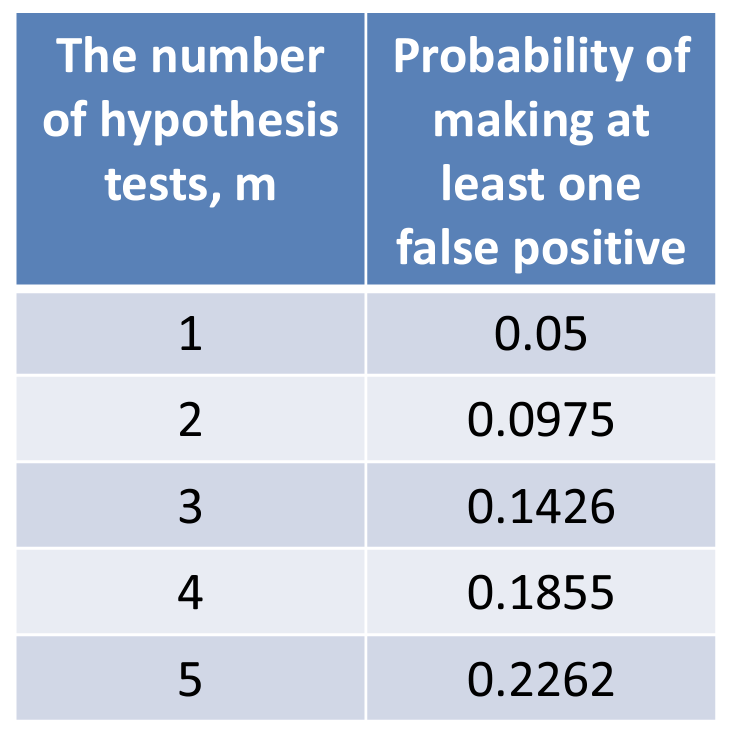 The number
of hypothesis
tests, m
Probability of
making at
least one
false positive
1
0.05
2
0.0975
3
0.1426
4
0.1855
5
0.2262